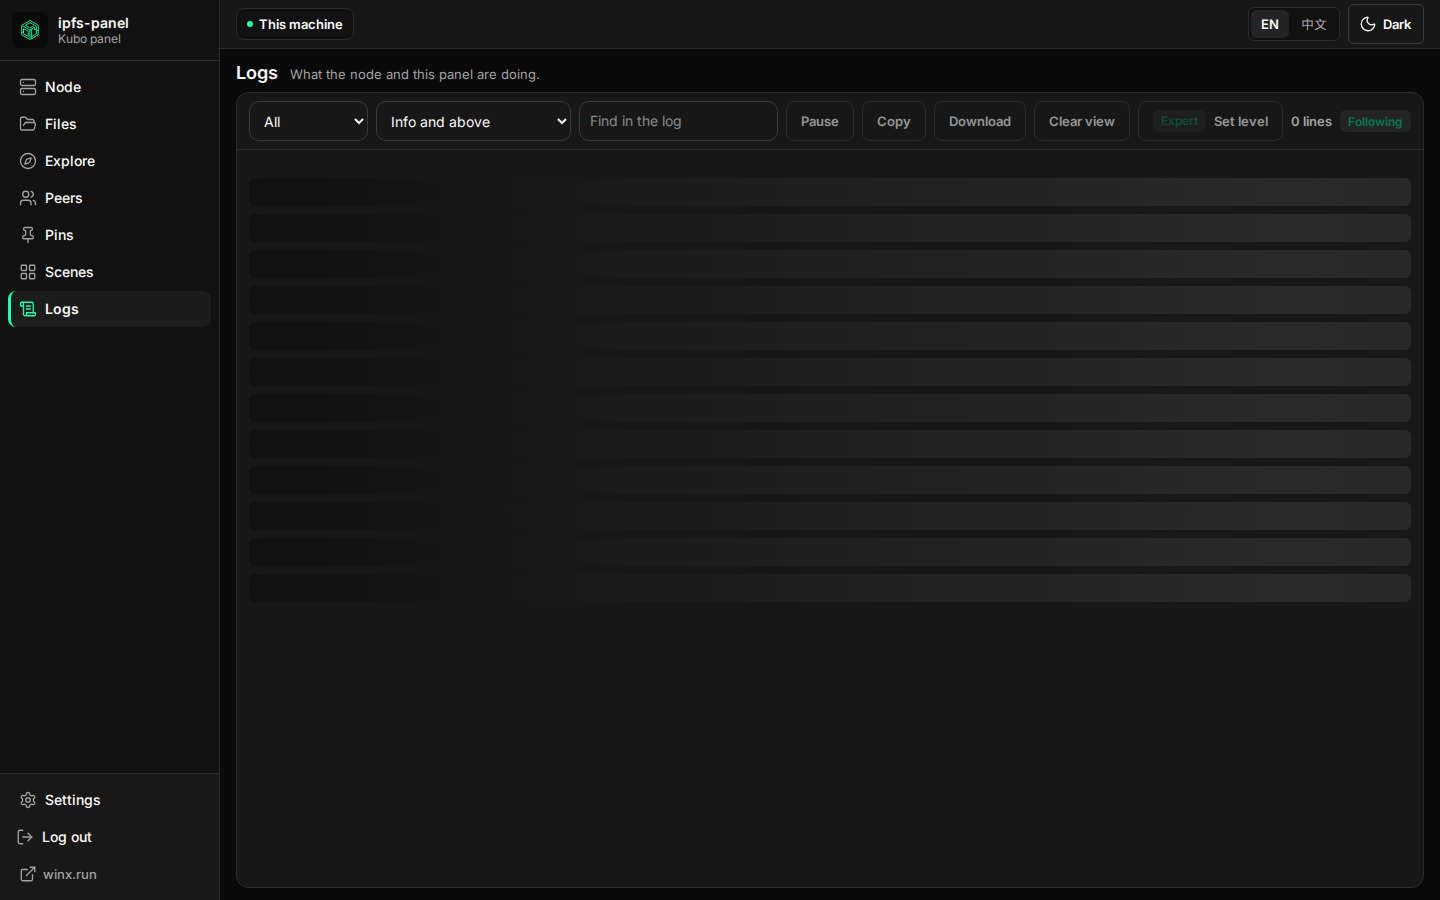 ipfs-panel
Kubo panel
Node
Files
Explore
Peers
Pins
Scenes
Logs
Settings
Log out
winx.run
This machine
EN 中文 Dark
Logs What the node and this panel are doing.
All Info and above Find in the log Pause Copy Download Clear view Expert Set level 0 lines Following